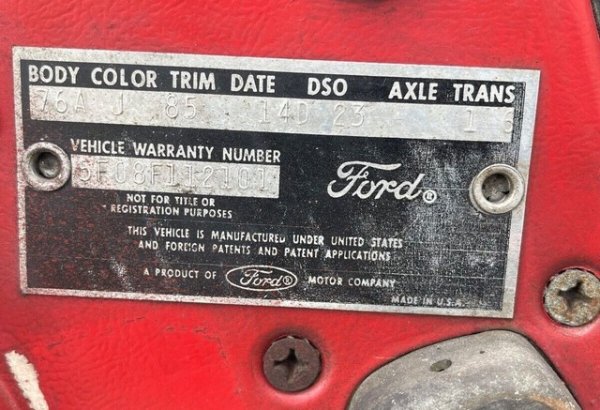 BODY COLOR TRIM DATE DSO AXLE TRANS
76A J 85 14D 23 1 6
VEHICLE WARRANTY NUMBER
5F08F112101
Ford®
NOT FOR TITLE OR
REGISTRATION PURPOSES
THIS VEHICLE IS MANUFACTURED UNDER UNITED STATES
AND FOREIGN PATENTS AND PATENT APPLICATIONS
A PRODUCT OF Ford® MOTOR COMPANY
MADE IN U.S.A.